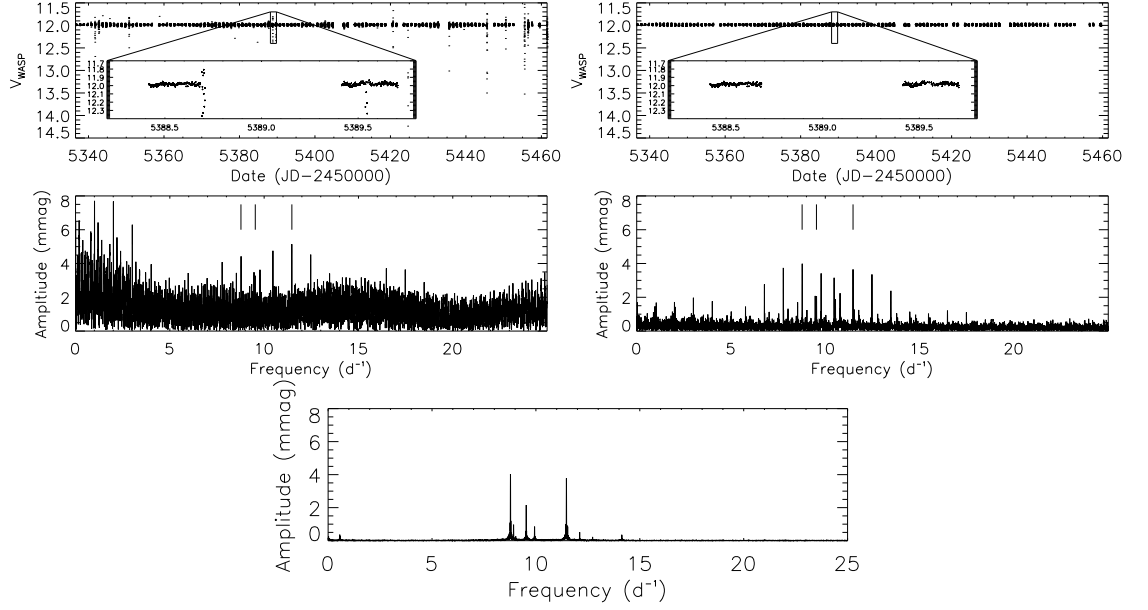 11.5
12.0
12.5
13.0
13.5
14.0
14.5
V_WASP
11.7
11.8
11.9
12.0
12.1
12.2
12.3
5388.5 5389.0 5389.5
5340 5360 5380 5400 5420 5440 5460
Date (JD-2450000)
11.5
12.0
12.5
13.0
13.5
14.0
14.5
V_WASP
11.7
11.8
11.9
12.0
12.1
12.2
12.3
5388.5 5389.0 5389.5
5340 5360 5380 5400 5420 5440 5460
Date (JD-2450000)
8
6
4
2
0
Ampltiude (mmag)
0 5 10 15 20
Frequency (d⁻¹)
8
6
4
2
0
Ampltiude (mmag)
0 5 10 15 20
Frequency (d⁻¹)
8
6
4
2
0
Amplitude (mmag)
0 5 10 15 20 25
Frequency (d⁻¹)